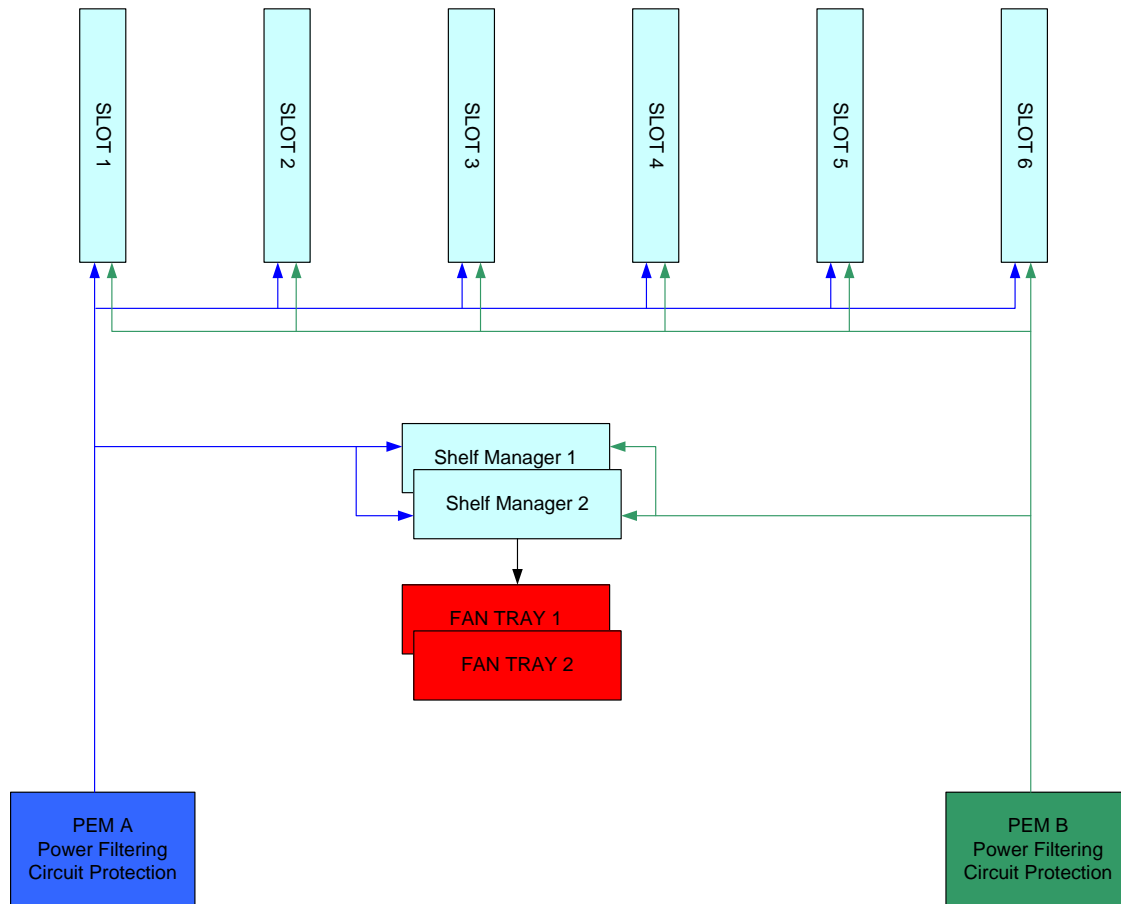 SLOT 1
SLOT 2
SLOT 3
SLOT 4
SLOT 5
SLOT 6
Shelf Manager 1
Shelf Manager 2
FAN TRAY 1
FAN TRAY 2
PEM A
Power Filtering
Circuit Protection
PEM B
Power Filtering
Circuit Protection